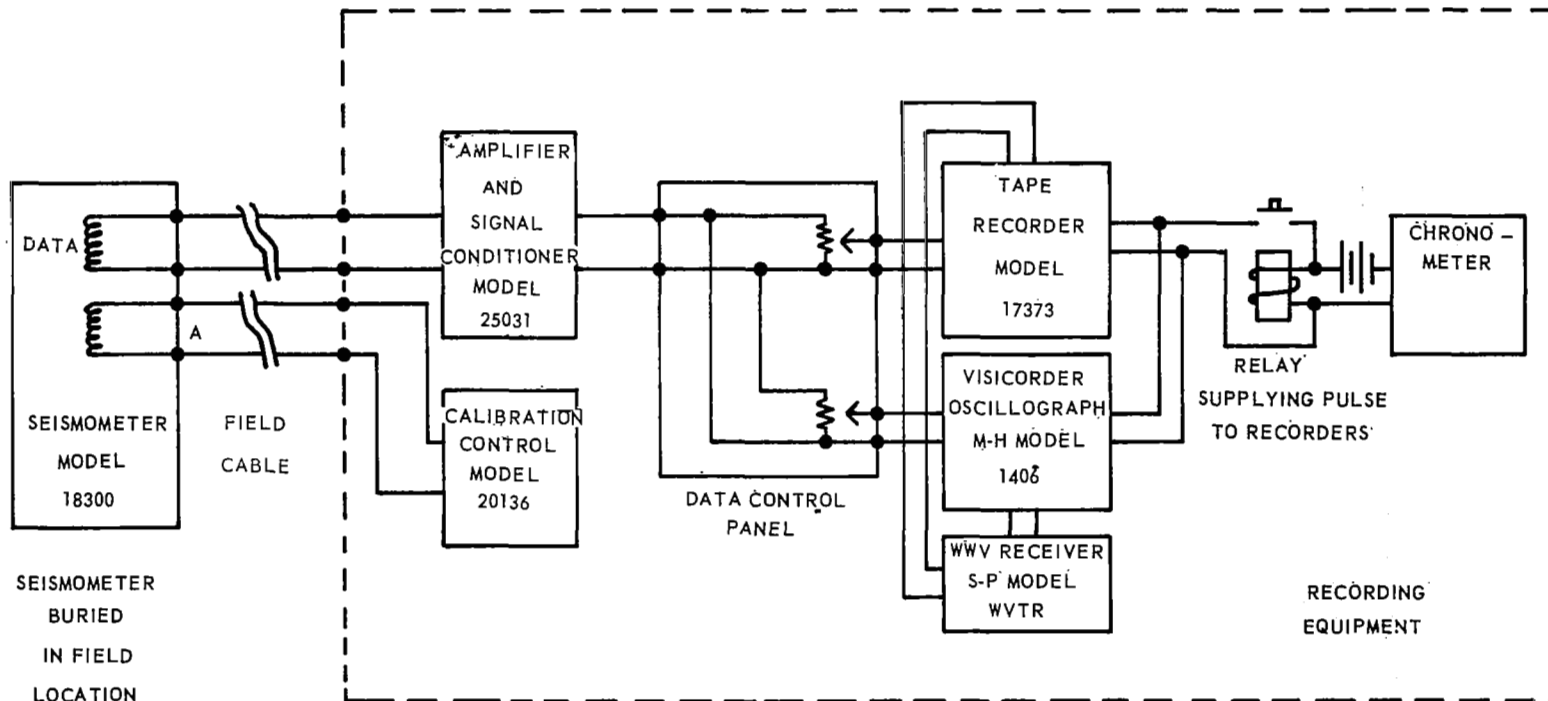 DATA
A
SEISMOMETER
MODEL
18300
FIELD
CABLE
SEISMOMETER
BURIED
IN FIELD
LOCATION
AMPLIFIER
AND
SIGNAL
CONDITIONER
MODEL
25031
CALIBRATION
CONTROL
MODEL
20136
DATA CONTROL
PANEL
TAPE
RECORDER
MODEL
17373
VISICORDER
OSCILLOGRAPH
M-H MODEL
1406
WWV RECEIVER
S-P MODEL
WVTR
RELAY
SUPPLYING PULSE
TO RECORDERS
CHRONO-
METER
RECORDING
EQUIPMENT